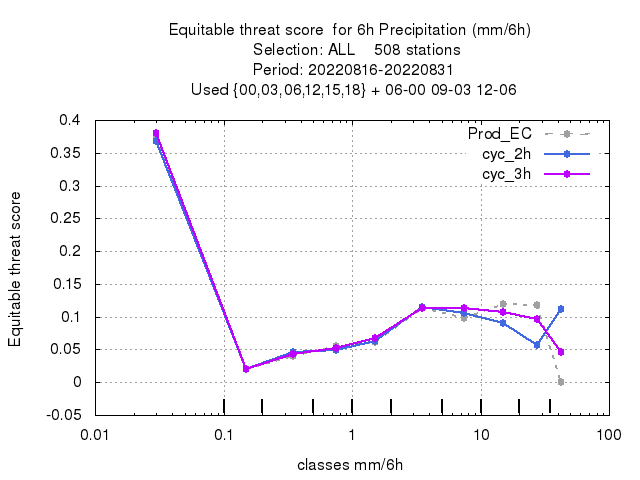 Equitable threat score  for 6h Precipitation (mm/6h)
Selection: ALL    508 stations
Period: 20220816-20220831
Used {00,03,06,12,15,18} + 06-00 09-03 12-06
Prod_EC
cyc_2h
cyc_3h
Equitable threat score
0.4
0.35
0.3
0.25
0.2
0.15
0.1
0.05
0
-0.05
0.01 0.1 1 10 100
classes mm/6h